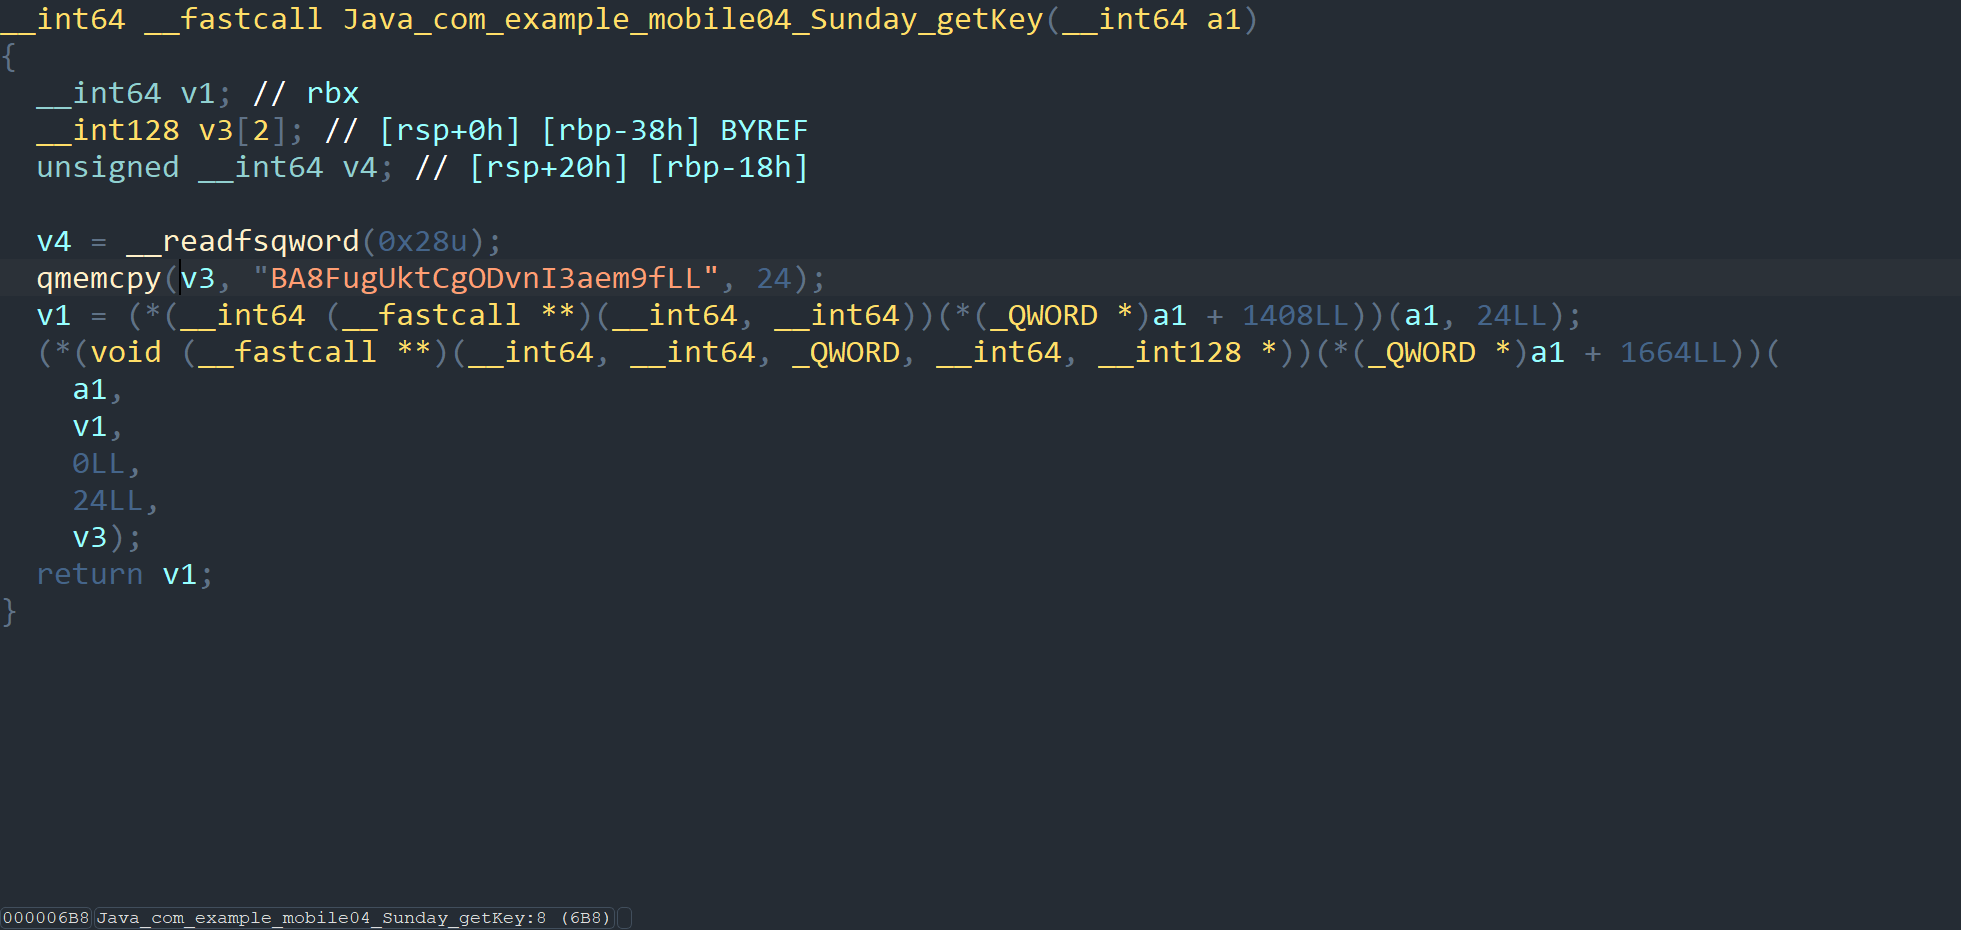 __int64 __fastcall Java_com_example_mobile04_Sunday_getKey(__int64 a1)
{
  __int64 v1; // rbx
  __int128 v3[2]; // [rsp+0h] [rbp-38h] BYREF
  unsigned __int64 v4; // [rsp+20h] [rbp-18h]

  v4 = __readfsqword(0x28u);
  qmemcpy(v3, "BA8FugUktCgODvnI3aem9fLL", 24);
  v1 = (*(__int64 (__fastcall **)(__int64, __int64))(*(_QWORD *)a1 + 1408LL))(a1, 24LL);
  (*(void (__fastcall **)(__int64, __int64, _QWORD, __int64, __int128 *))(*(_QWORD *)a1 + 1664LL))(
    a1,
    v1,
    0LL,
    24LL,
    v3);
  return v1;
}
000006B8 Java_com_example_mobile04_Sunday_getKey:8 (6B8)